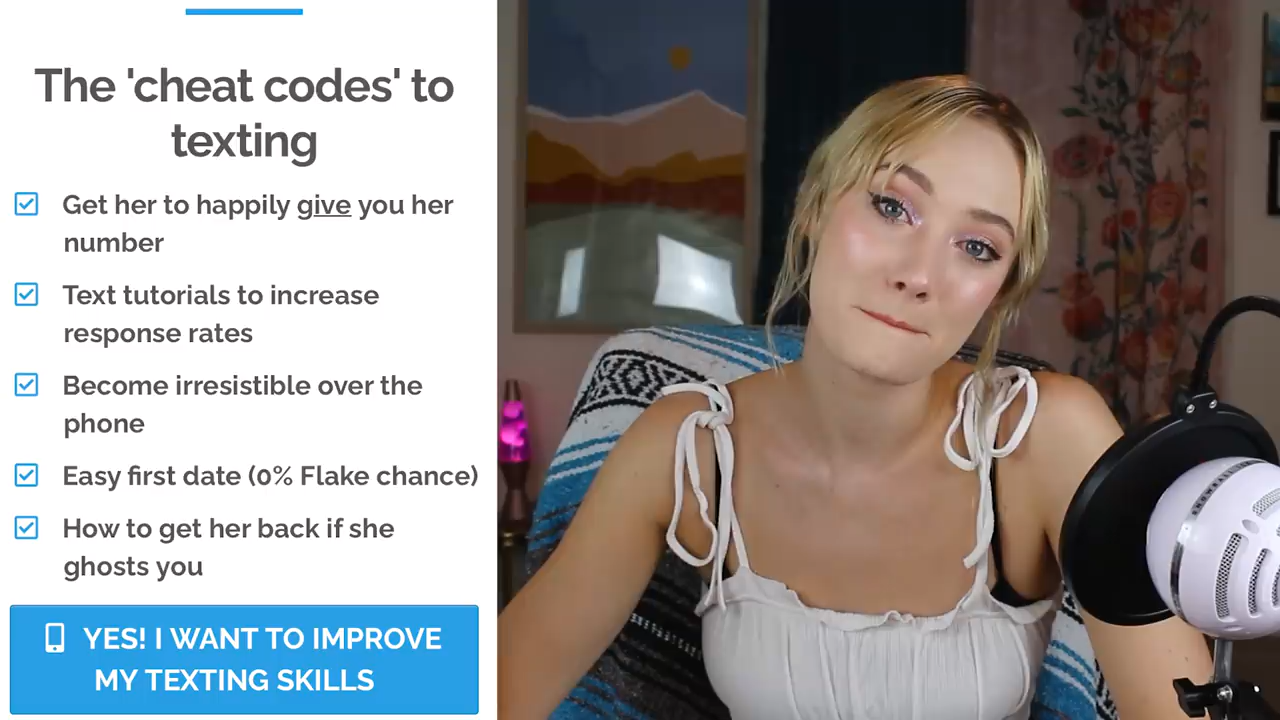 The 'cheat codes' to
texting
Get her to happily give you her
number
Text tutorials to increase
response rates
Become irresistible over the
phone
Easy first date (0% Flake chance)
How to get her back if she
ghosts you
YES! I WANT TO IMPROVE
MY TEXTING SKILLS